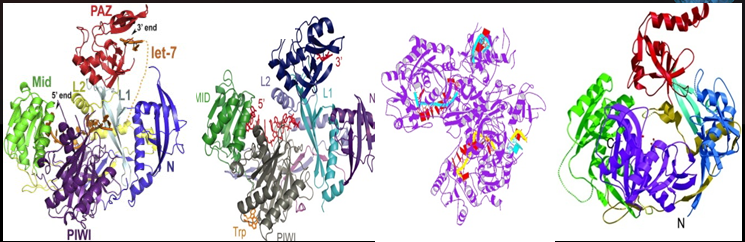 PAZ
3' end
let-7
Mid
5' end
L2
L1
N
PIWI
3'
L2
MID
5'
L1
N
Trp
PIWI
C
N